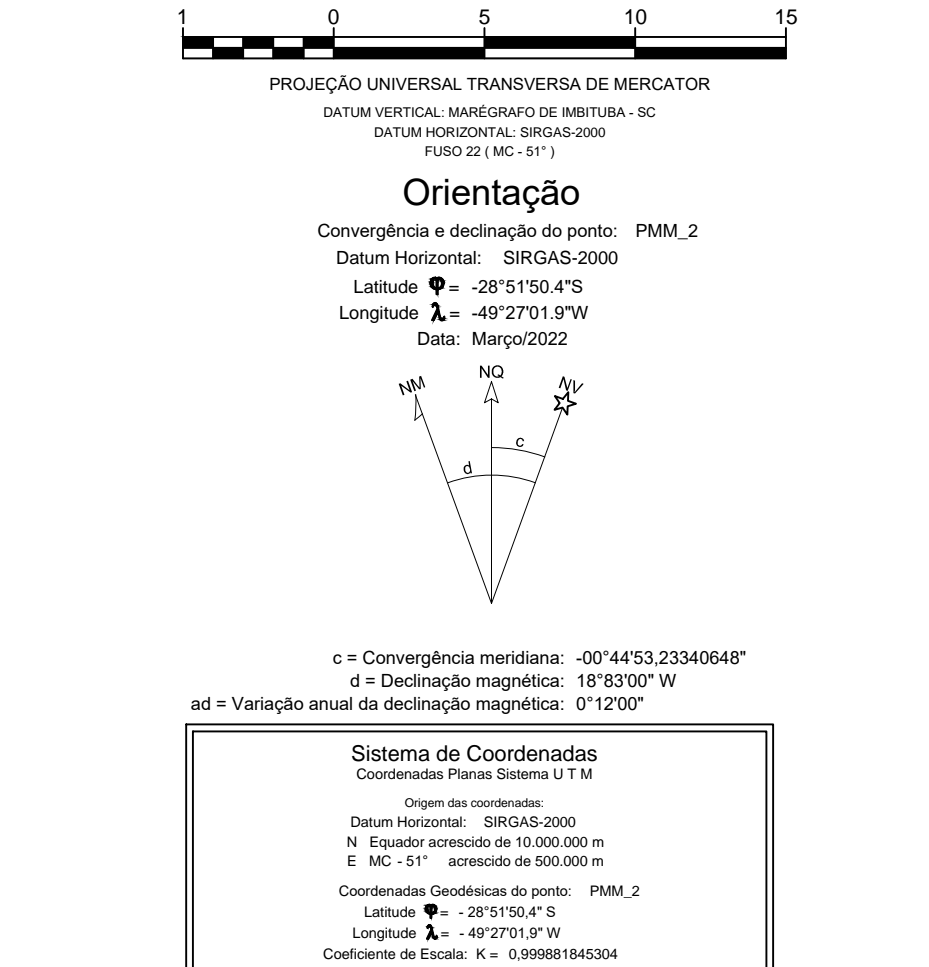 1 0 5 10 15
PROJEÇÃO UNIVERSAL TRANSVERSA DE MERCATOR
DATUM VERTICAL: MARÉGRAFO DE IMBITUBA - SC
DATUM HORIZONTAL: SIRGAS-2000
FUSO 22 ( MC - 51° )
Orientação
Convergência e declinação do ponto: PMM_2
Datum Horizontal: SIRGAS-2000
Latitude φ = -28°51'50.4"S
Longitude λ = -49°27'01.9"W
Data: Março/2022
NM NQ NV
c
d
c = Convergência meridiana: -00°44'53,23340648"
d = Declinação magnética: 18°83'00" W
ad = Variação anual da declinação magnética: 0°12'00"
Sistema de Coordenadas
Coordenadas Planas Sistema U T M
Origem das coordenadas:
Datum Horizontal: SIRGAS-2000
N Equador acrescido de 10.000.000 m
E MC - 51° acrescido de 500.000 m
Coordenadas Geodésicas do ponto: PMM_2
Latitude φ = - 28°51'50,4" S
Longitude λ = - 49°27'01,9" W
Coeficiente de Escala: K = 0,999881845304